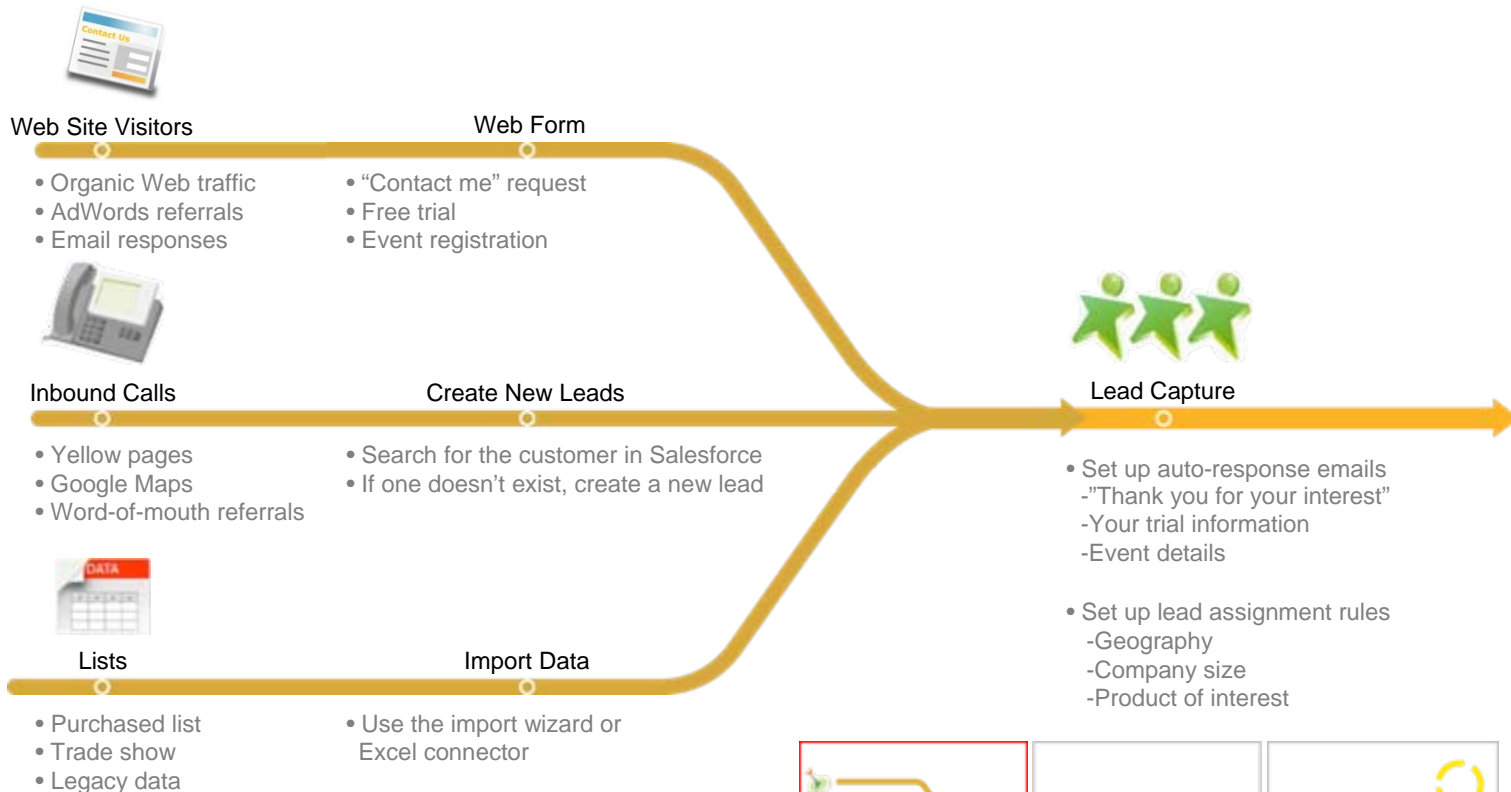 Contact Us
Web Site Visitors
• Organic Web traffic
• AdWords referrals
• Email responses
Web Form
• “Contact me” request
• Free trial
• Event registration
Inbound Calls
• Yellow pages
• Google Maps
• Word-of-mouth referrals
Create New Leads
• Search for the customer in Salesforce
• If one doesn’t exist, create a new lead
DATA
Lists
• Purchased list
• Trade show
• Legacy data
Import Data
• Use the import wizard or
Excel connector
Lead Capture
• Set up auto-response emails
-”Thank you for your interest”
-Your trial information
-Event details
• Set up lead assignment rules
-Geography
-Company size
-Product of interest